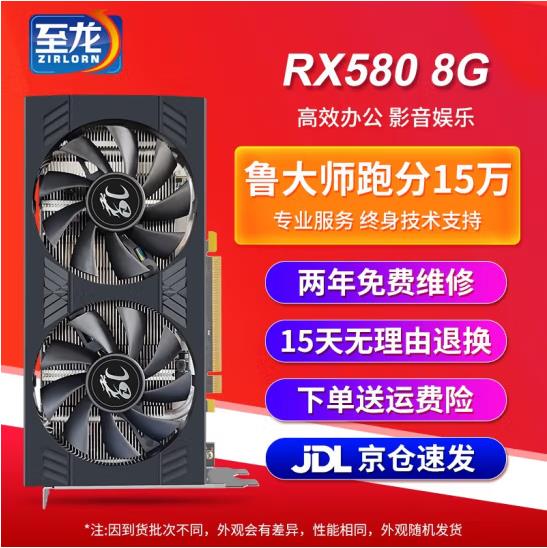 至龙
ZIRLORN
RX580 8G
高效办公 影音娱乐
鲁大师跑分15万
专业服务 终身技术支持
两年免费维修
15天无理由退换
下单送运费险
JDL 京仓速发
*注:因到货批次不同，外观会有差异，性能相同，外观随机发货